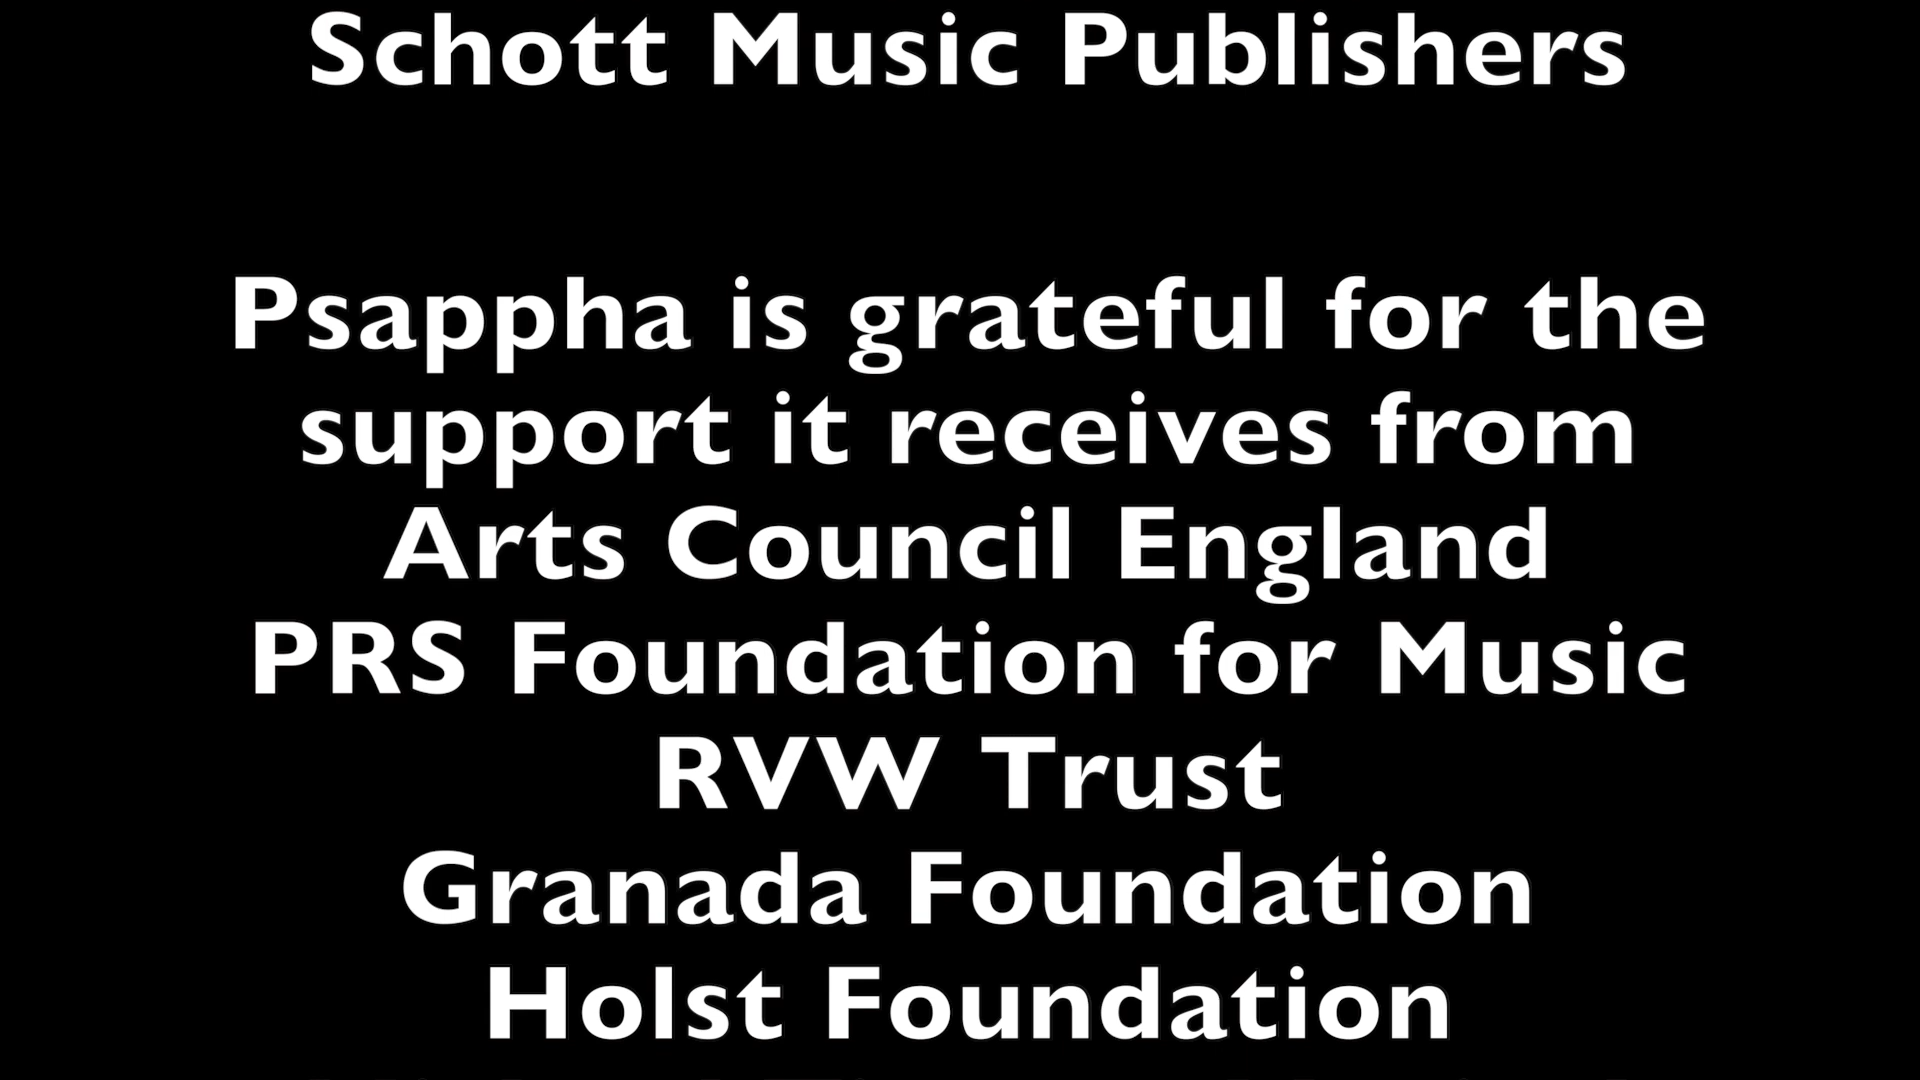 Schott Music Publishers
Psappha is grateful for the
support it receives from
Arts Council England
PRS Foundation for Music
RVW Trust
Granada Foundation
Holst Foundation